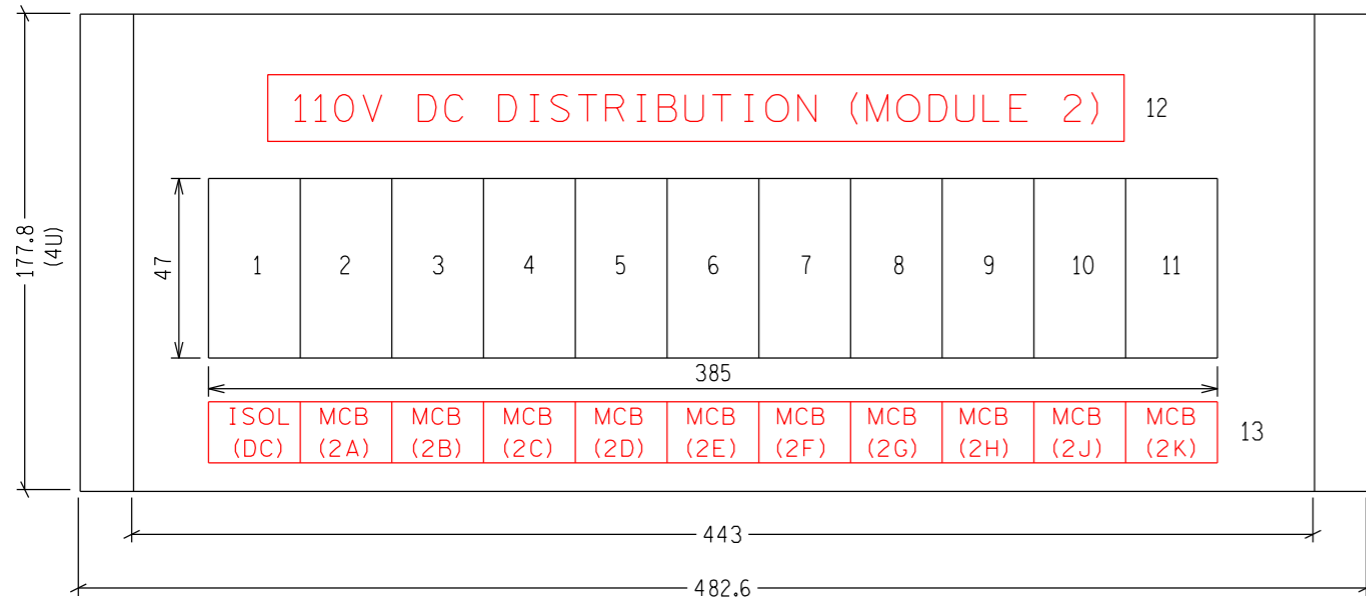 110V DC DISTRIBUTION (MODULE 2)
12
177.8
(4U)
47
1 2 3 4 5 6 7 8 9 10 11
385
ISOL MCB MCB MCB MCB MCB MCB MCB MCB MCB MCB
(DC) (2A) (2B) (2C) (2D) (2E) (2F) (2G) (2H) (2J) (2K)
13
443
482.6